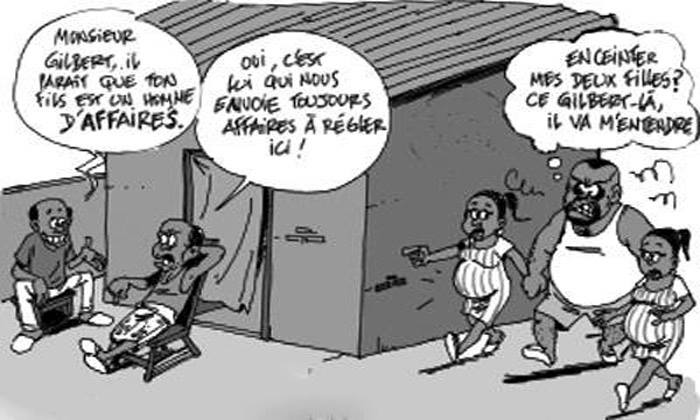 MONSIEUR
GILBERT,. IL
PARAÎT QUE TON
FILS EST UN HOMME
D'AFFAIRES.
OUI, C'EST
LUI QUI NOUS
ENVOIE TOUJOURS
AFFAIRES À RÉGLER
ICI!
ENCEINTER
MES DEUX FILLES?
CE GILBERT-LÀ,
IL VA M'ENTENDRE